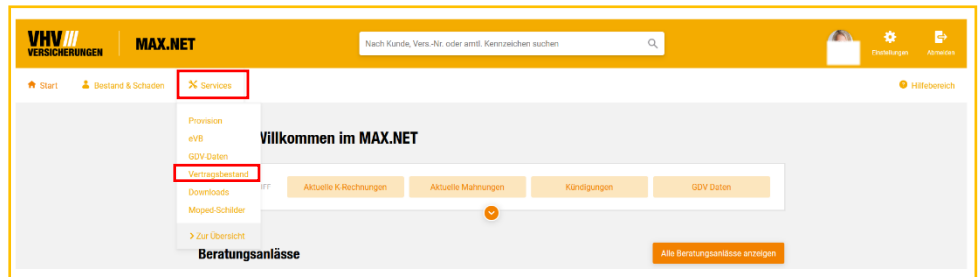 VHV ///
VERSICHERUNGEN
MAX.NET
Nach Kunde, Vers.-Nr. oder amtl. Kennzeichen suchen
Einstellungen
Abmelden
Start
Bestand & Schaden
Services
Hilfebereich
Provision
eVB
GDV-Daten
Vertragsbestand
Downloads
Moped-Schilder
> Zur Übersicht
Willkommen im MAX.NET
Aktuelle K-Rechnungen
Aktuelle Mahnungen
Kündigungen
GDV Daten
Beratungsanlässe
Alle Beratungsanlässe anzeigen